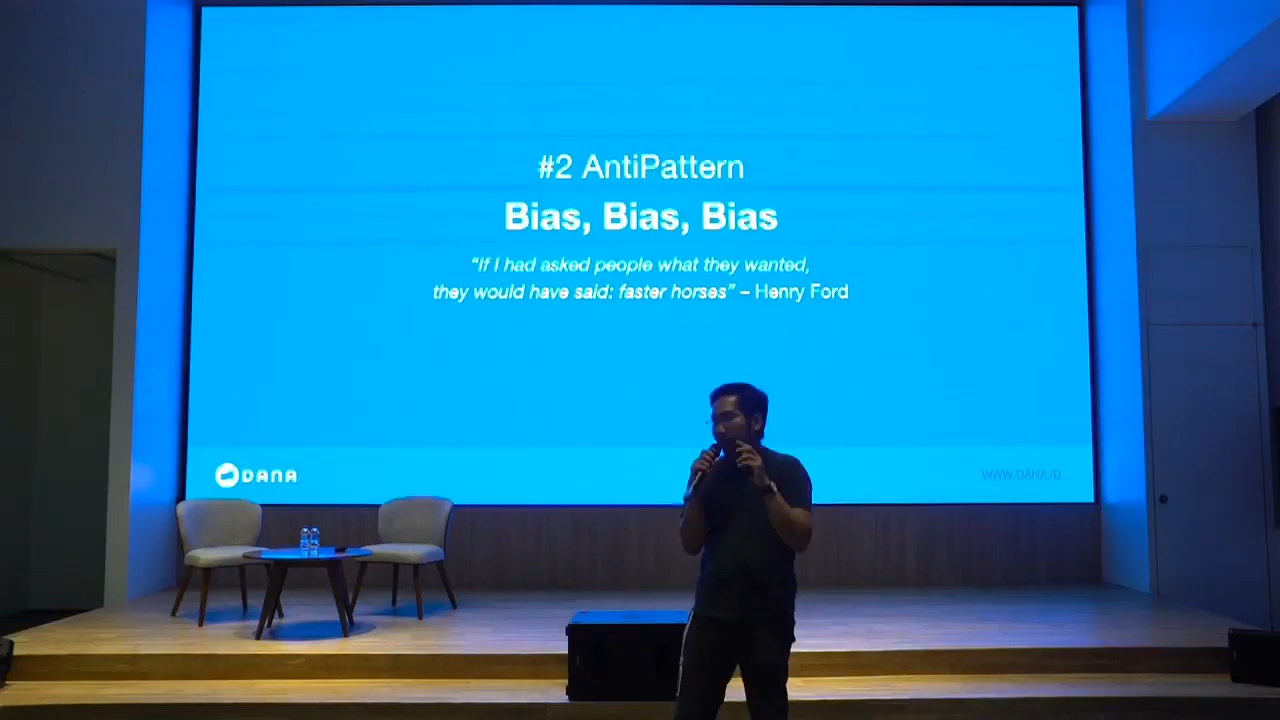 #2 AntiPattern
Bias, Bias, Bias
“If I had asked people what they wanted,
they would have said: faster horses” – Henry Ford
DANA
WWW.DANA.ID